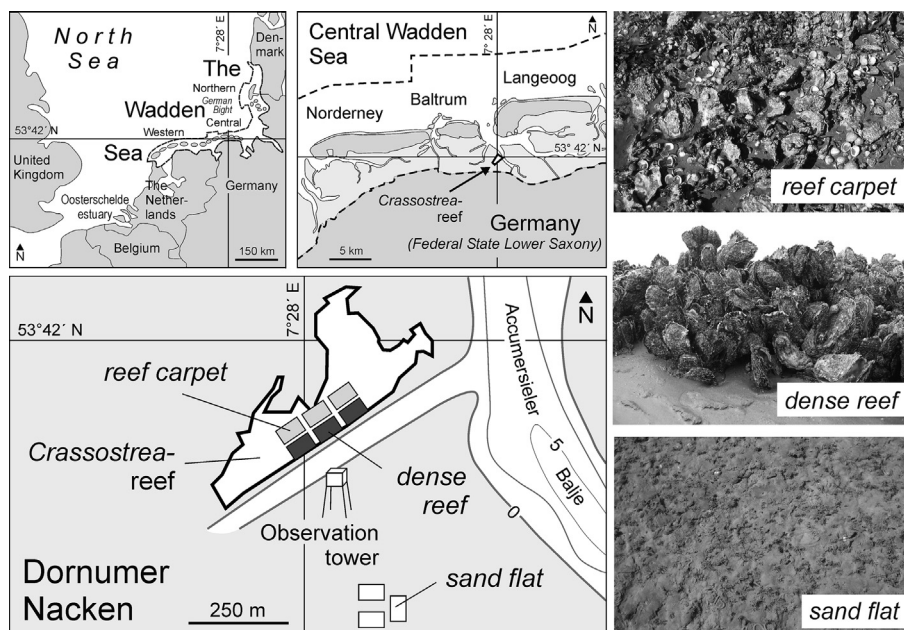 North
Sea
7°28´ E
Den-
mark
The
Northern
German
Bight
Wadden
Central
53°42´ N
Western
Sea
United
Kingdom
The
Nether-
lands
Germany
Oosterschelde
estuary
Belgium
N
150 km
Central Wadden
Sea
7°28´ E
N
Langeoog
Baltrum
Norderney
53° 42´ N
Crassostrea-
reef
Germany
(Federal State Lower Saxony)
5 km
reef carpet
dense reef
sand flat
53°42´ N
7°28´ E
N
reef carpet
Crassostrea-
reef
dense
reef
Observation
tower
Accumersieler
Balje
5
0
sand flat
Dornumer
Nacken
250 m